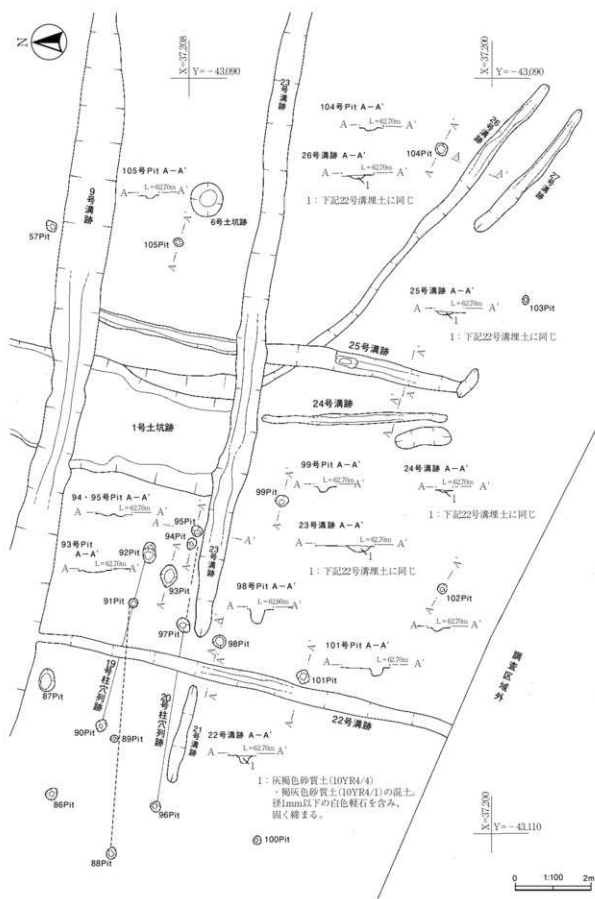 N
X=37,208
Y=-43,090
X=37,200
Y=-43,090
23号溝跡
104号Pit A-A'
A L=62.70m A'
104Pit
A A'
26号溝跡
27号溝跡
26号溝跡 A-A'
A L=62.70m A'
1
1：下記22号溝埋土に同じ
105号Pit A-A'
A L=62.70m A'
9号溝跡
6号土坑跡
57Pit
105Pit
A A'
25号溝跡 A-A'
A L=62.70m A'
1
103Pit
1：下記22号溝埋土に同じ
25号溝跡
24号溝跡
1号土坑跡
99号Pit A-A'
A L=62.70m A'
24号溝跡 A-A'
A L=62.70m A'
1
1：下記22号溝埋土に同じ
94・95号Pit A-A'
A L=62.70m A'
99Pit
95Pit
94Pit
23号溝跡 A-A'
A L=62.70m A'
1
1：下記22号溝埋土に同じ
93号Pit
A-A'
A L=62.70m A'
92Pit
93Pit
23号溝跡
98号Pit A-A'
A L=62.80m A'
102Pit
A L=62.70m A'
91Pit
97Pit
98Pit
101号Pit A-A'
A L=62.70m A'
101Pit
調査区域外
19号柱穴列跡
20号柱穴列跡
87Pit
21号溝跡
22号溝跡
90Pit
89Pit
22号溝跡 A-A'
A L=62.70m A'
1
1：灰褐色砂質土(10YR4/4)
・褐灰色砂質土(10YR4/1)の混土。
径1mm以下の白色軽石を含み、
固く締まる。
86Pit
96Pit
88Pit
100Pit
X=37,200
Y=-43,110
0 1:100 2m